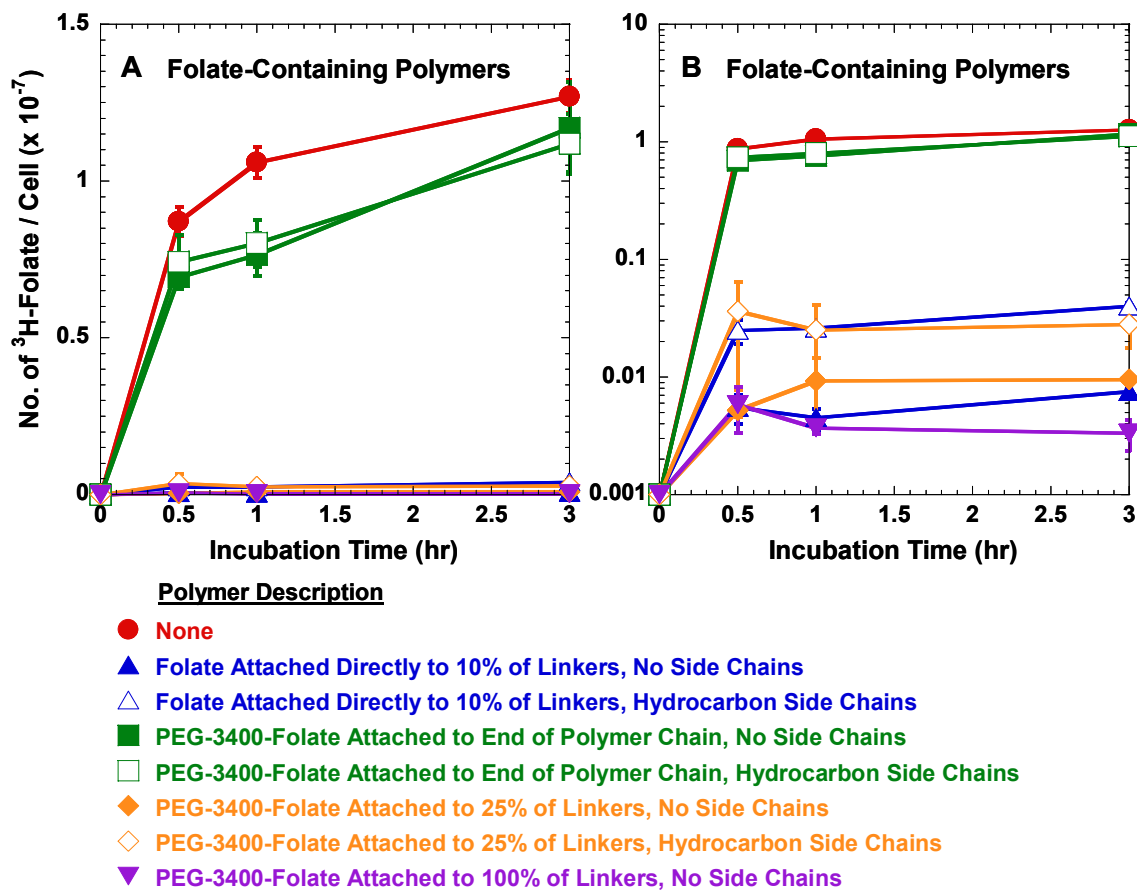 A Folate-Containing Polymers
No. of ³H-Folate / Cell (x 10⁻⁷)
1.5
1
0.5
0
0 0.5 1 1.5 2 2.5 3
Incubation Time (hr)
B Folate-Containing Polymers
10
1
0.1
0.01
0.001
0 0.5 1 1.5 2 2.5 3
Incubation Time (hr)
Polymer Description
None
Folate Attached Directly to 10% of Linkers, No Side Chains
Folate Attached Directly to 10% of Linkers, Hydrocarbon Side Chains
PEG-3400-Folate Attached to End of Polymer Chain, No Side Chains
PEG-3400-Folate Attached to End of Polymer Chain, Hydrocarbon Side Chains
PEG-3400-Folate Attached to 25% of Linkers, No Side Chains
PEG-3400-Folate Attached to 25% of Linkers, Hydrocarbon Side Chains
PEG-3400-Folate Attached to 100% of Linkers, No Side Chains